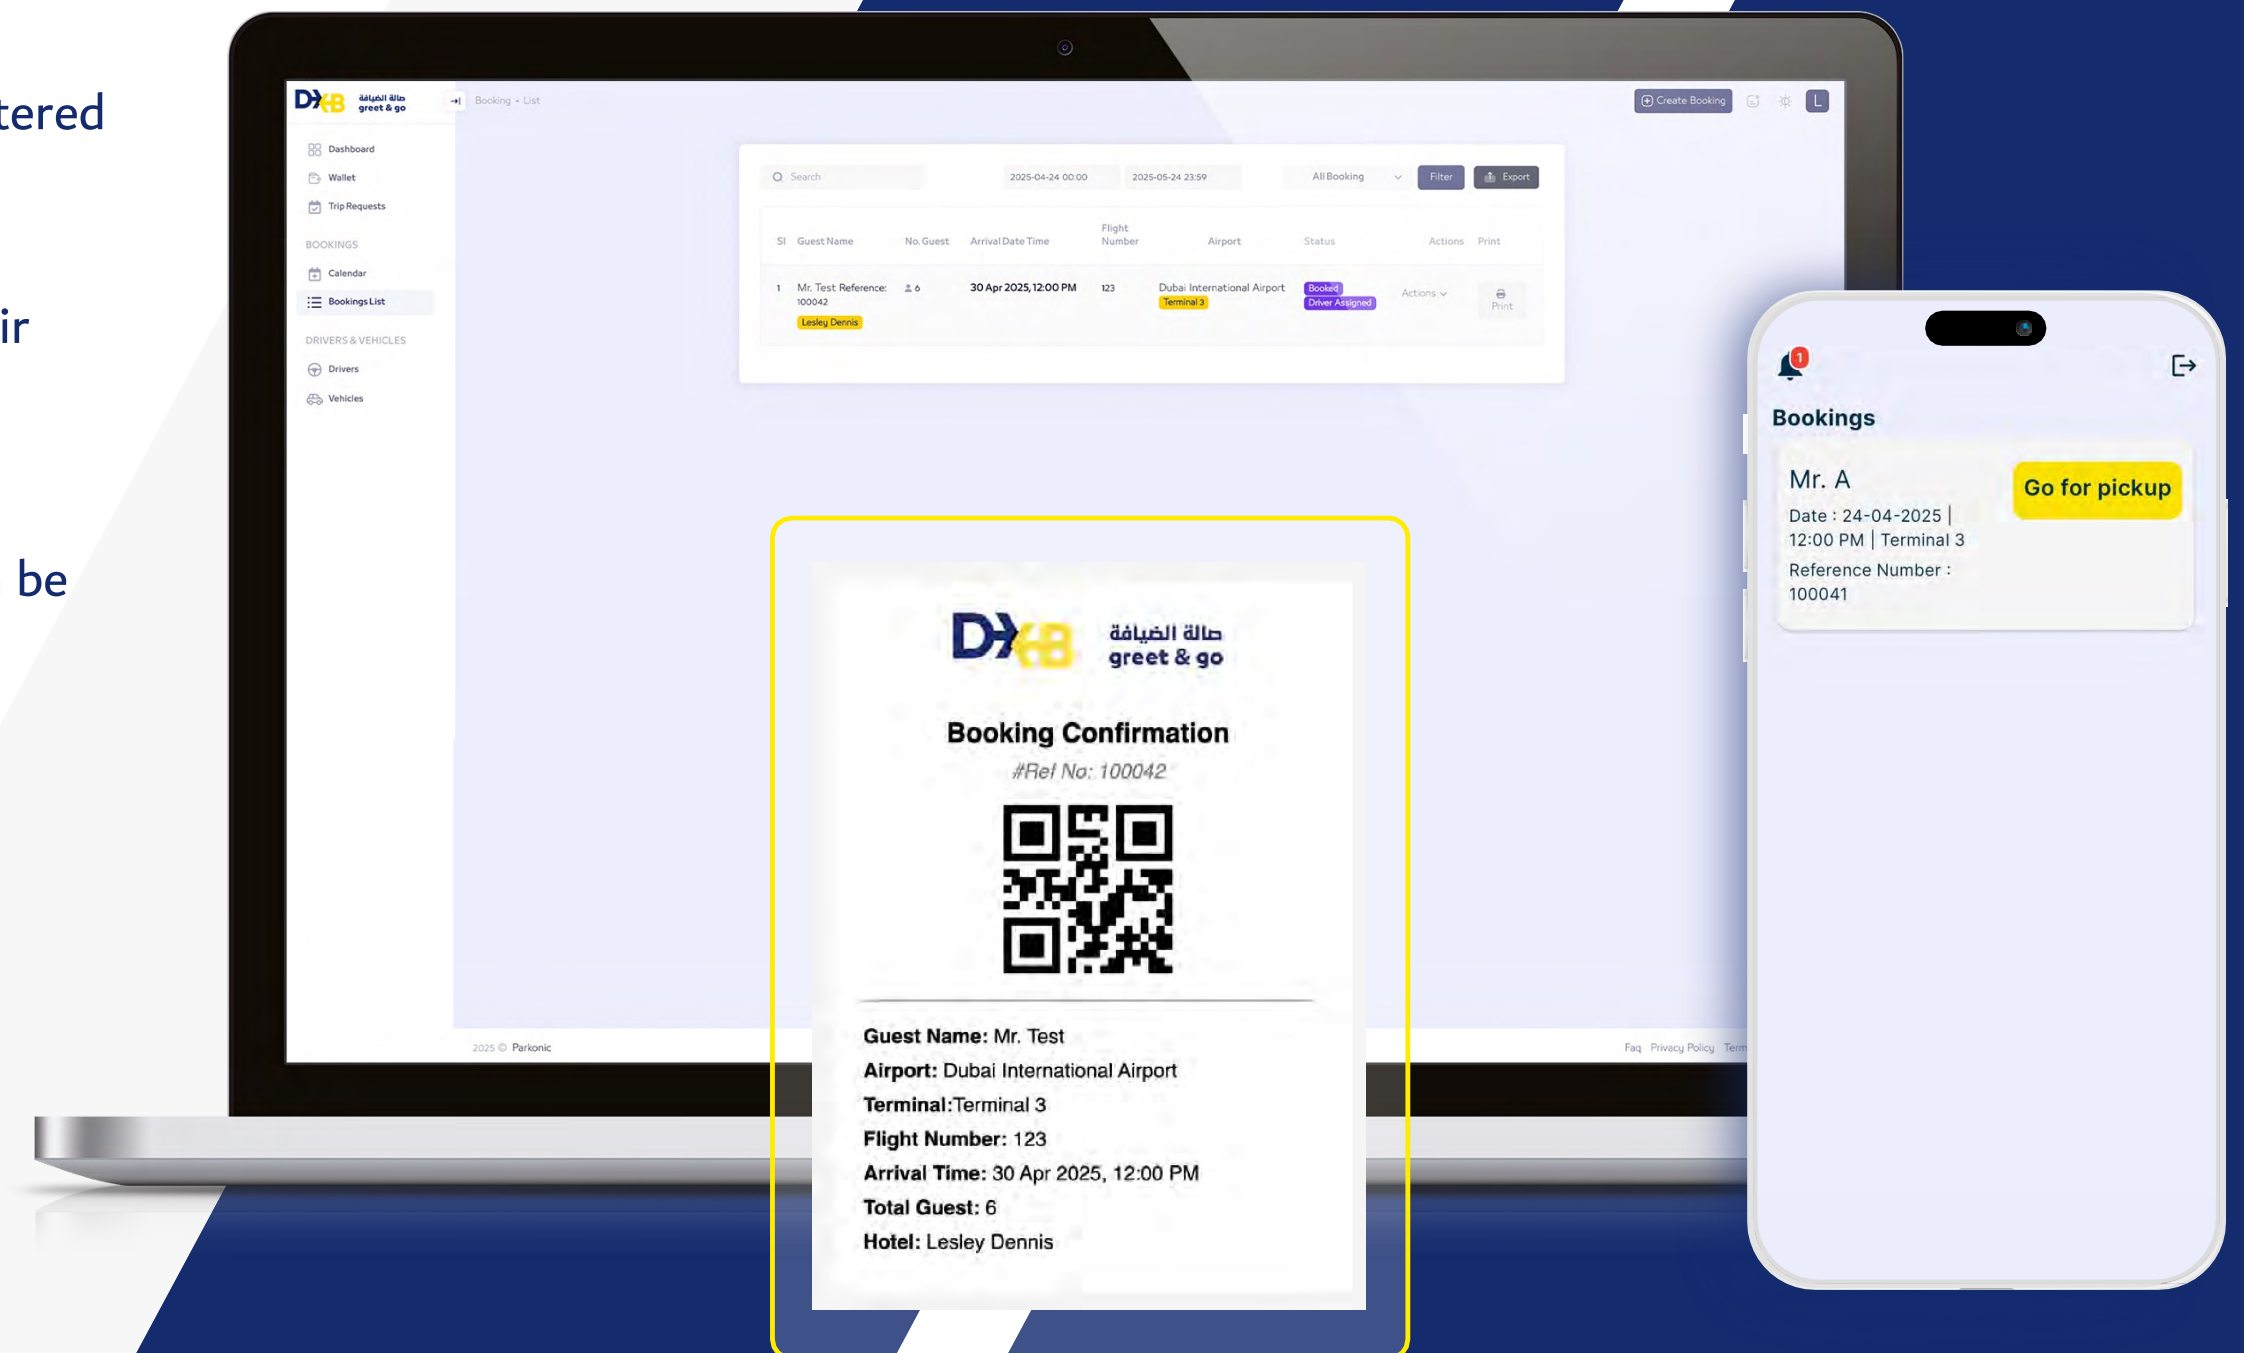 tered
ir
be
DXB
صالة الضيافة
greet & go
Booking - List
Create Booking
L
Dashboard
Wallet
Trip Requests
BOOKINGS
Calendar
Bookings List
DRIVERS & VEHICLES
Drivers
Vehicles
Search
2025-04-24 00:00
2025-05-24 23:59
All Booking
Filter
Export
Sl Guest Name No. Guest Arrival Date Time Flight Number Airport Status Actions Print
1 Mr. Test Reference: 6 30 Apr 2025, 12:00 PM 123 Dubai International Airport Booked Actions Print
100042 Terminal 3 Driver Assigned
Lesley Dennis
2025 © Parkonic
Faq Privacy Policy Term
DXB
صالة الضيافة
greet & go
Booking Confirmation
#Ref No: 100042
Guest Name: Mr. Test
Airport: Dubai International Airport
Terminal:Terminal 3
Flight Number: 123
Arrival Time: 30 Apr 2025, 12:00 PM
Total Guest: 6
Hotel: Lesley Dennis
1
Bookings
Mr. A
Go for pickup
Date : 24-04-2025 |
12:00 PM | Terminal 3
Reference Number :
100041